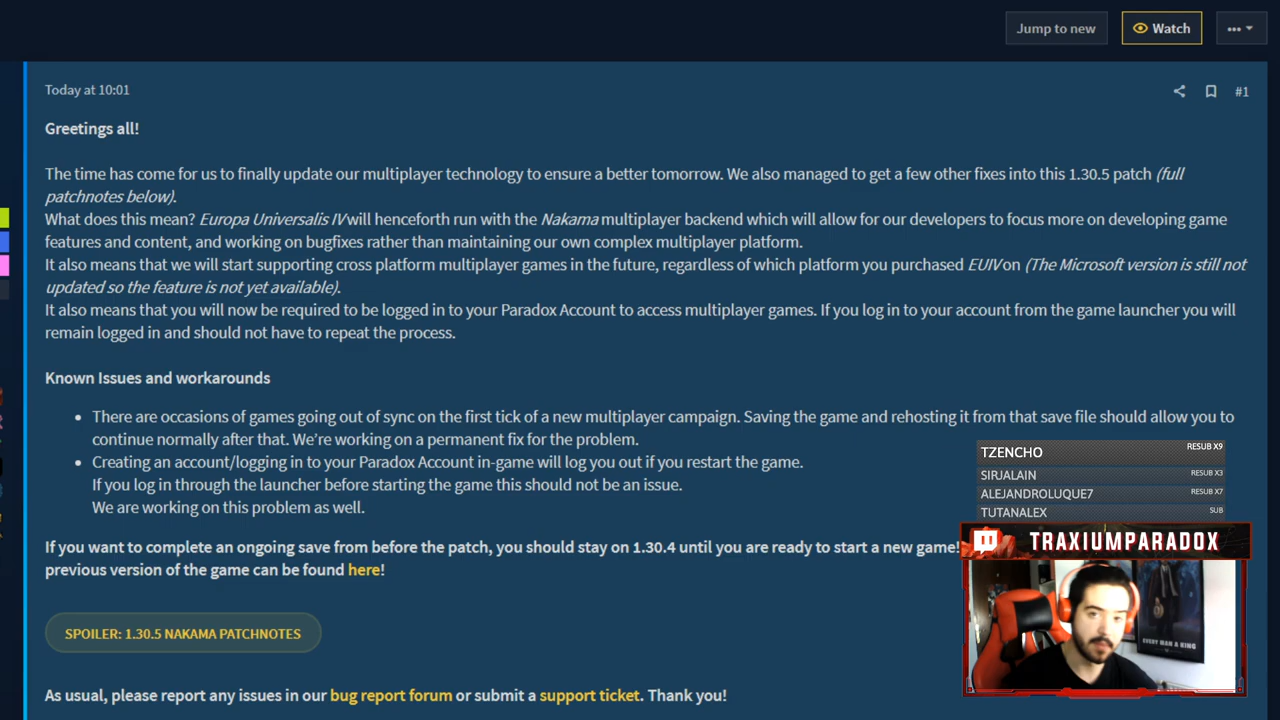 Jump to new
Watch
Today at 10:01
#1
Greetings all!
The time has come for us to finally update our multiplayer technology to ensure a better tomorrow. We also managed to get a few other fixes into this 1.30.5 patch (full
patchnotes below).
What does this mean? Europa Universalis IV will henceforth run with the Nakama multiplayer backend which will allow for our developers to focus more on developing game
features and content, and working on bugfixes rather than maintaining our own complex multiplayer platform.
It also means that we will start supporting cross platform multiplayer games in the future, regardless of which platform you purchased EUIV on (The Microsoft version is still not
updated so the feature is not yet available).
It also means that you will now be required to be logged in to your Paradox Account to access multiplayer games. If you log in to your account from the game launcher you will
remain logged in and should not have to repeat the process.
Known Issues and workarounds
There are occasions of games going out of sync on the first tick of a new multiplayer campaign. Saving the game and rehosting it from that save file should allow you to
continue normally after that. We're working on a permanent fix for the problem.
Creating an account/logging in to your Paradox Account in-game will log you out if you restart the game.
If you log in through the launcher before starting the game this should not be an issue.
We are working on this problem as well.
If you want to complete an ongoing save from before the patch, you should stay on 1.30.4 until you are ready to start a new game!
previous version of the game can be found here!
SPOILER: 1.30.5 NAKAMA PATCHNOTES
As usual, please report any issues in our bug report forum or submit a support ticket. Thank you!
TZENCHO RESUB X9
SIRJALAIN RESUB X3
ALEJANDROLUQUE7 RESUB X7
TUTANALEX SUB
TRAXIUMPARADOX
EVERY MAN A KING